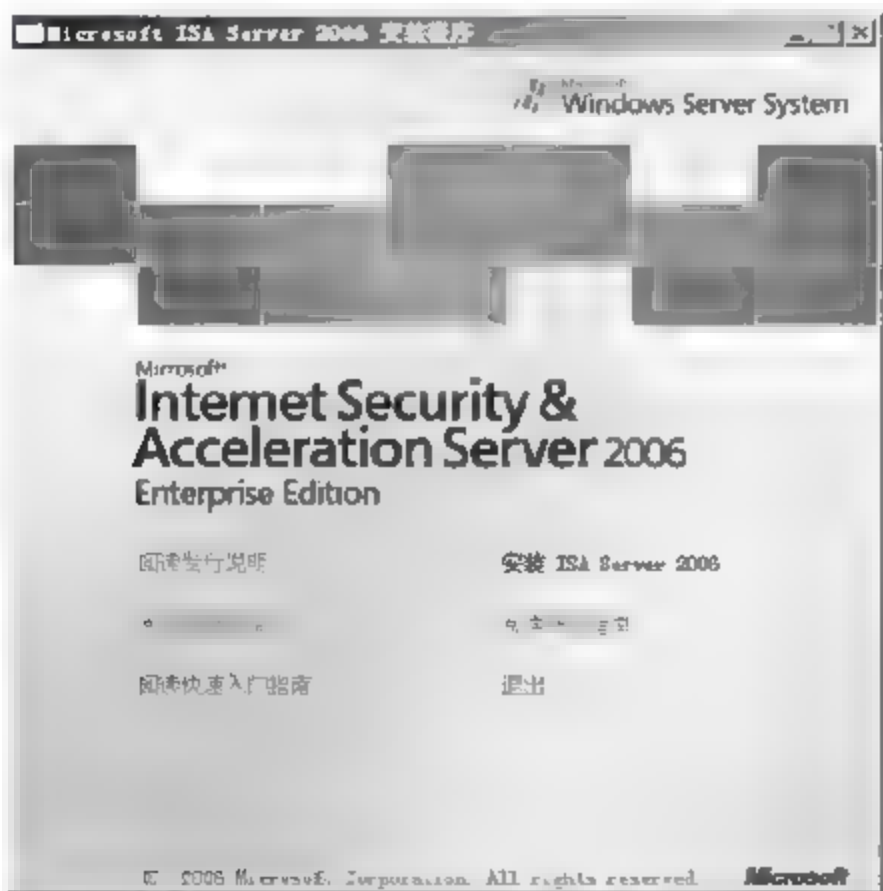 Microsoft ISA Server 2006 安装程序
Microsoft
Windows Server System
Microsoft
Internet Security &
Acceleration Server 2006
Enterprise Edition
阅读发行说明
安装 ISA Server 2006
阅读快速入门指南
退出
© 2006 Microsoft Corporation. All rights reserved.
Microsoft